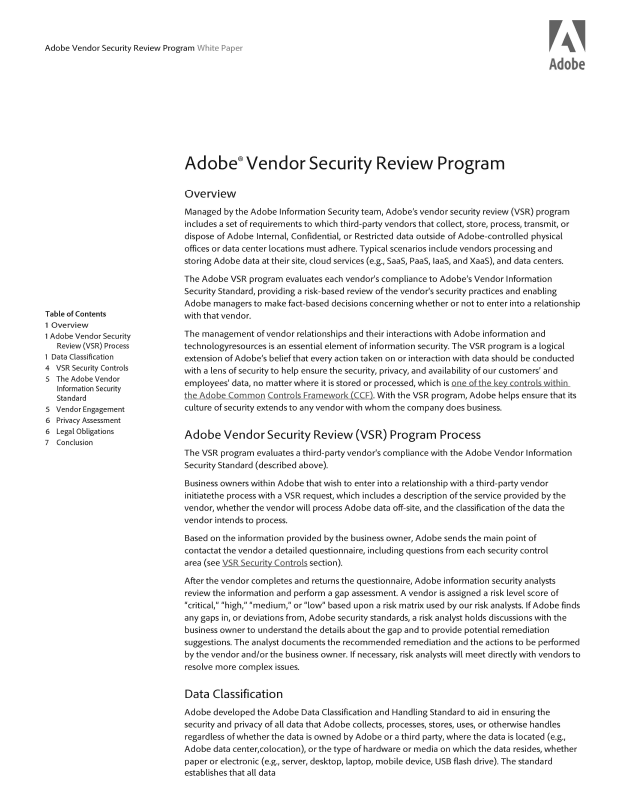 Adobe Vendor Security Review Program White Paper
Adobe
Adobe® Vendor Security Review Program
Overview
Managed by the Adobe Information Security team, Adobe's vendor security review (VSR) program
includes a set of requirements to which third-party vendors that collect, store, process, transmit, or
dispose of Adobe Internal, Confidential, or Restricted data outside of Adobe-controlled physical
offices or data center locations must adhere. Typical scenarios include vendors processing and
storing Adobe data at their site, cloud services (e.g., SaaS, PaaS, IaaS, and XaaS), and data centers.
The Adobe VSR program evaluates each vendor's compliance to Adobe's Vendor Information
Security Standard, providing a risk-based review of the vendor's security practices and enabling
Adobe managers to make fact-based decisions concerning whether or not to enter into a relationship
with that vendor.
The management of vendor relationships and their interactions with Adobe information and
technologyresources is an essential element of information security. The VSR program is a logical
extension of Adobe's belief that every action taken on or interaction with data should be conducted
with a lens of security to help ensure the security, privacy, and availability of our customers' and
employees' data, no matter where it is stored or processed, which is one of the key controls within
the Adobe Common Controls Framework (CCF). With the VSR program, Adobe helps ensure that its
culture of security extends to any vendor with whom the company does business.
Table of Contents
1 Overview
1 Adobe Vendor Security
Review (VSR) Process
1 Data Classification
4 VSR Security Controls
5 The Adobe Vendor
Information Security
Standard
5 Vendor Engagement
6 Privacy Assessment
6 Legal Obligations
7 Conclusion
Adobe Vendor Security Review (VSR) Program Process
The VSR program evaluates a third-party vendor's compliance with the Adobe Vendor Information
Security Standard (described above).
Business owners within Adobe that wish to enter into a relationship with a third-party vendor
initiatethe process with a VSR request, which includes a description of the service provided by the
vendor, whether the vendor will process Adobe data off-site, and the classification of the data the
vendor intends to process.
Based on the information provided by the business owner, Adobe sends the main point of
contactat the vendor a detailed questionnaire, including questions from each security control
area (see VSR Security Controls section).
After the vendor completes and returns the questionnaire, Adobe information security analysts
review the information and perform a gap assessment. A vendor is assigned a risk level score of
"critical," "high," "medium," or "low" based upon a risk matrix used by our risk analysts. If Adobe finds
any gaps in, or deviations from, Adobe security standards, a risk analyst holds discussions with the
business owner to understand the details about the gap and to provide potential remediation
suggestions. The analyst documents the recommended remediation and the actions to be performed
by the vendor and/or the business owner. If necessary, risk analysts will meet directly with vendors to
resolve more complex issues.
Data Classification
Adobe developed the Adobe Data Classification and Handling Standard to aid in ensuring the
security and privacy of all data that Adobe collects, processes, stores, uses, or otherwise handles
regardless of whether the data is owned by Adobe or a third party, where the data is located (e.g.,
Adobe data center,colocation), or the type of hardware or media on which the data resides, whether
paper or electronic (e.g., server, desktop, laptop, mobile device, USB flash drive). The standard
establishes that all data